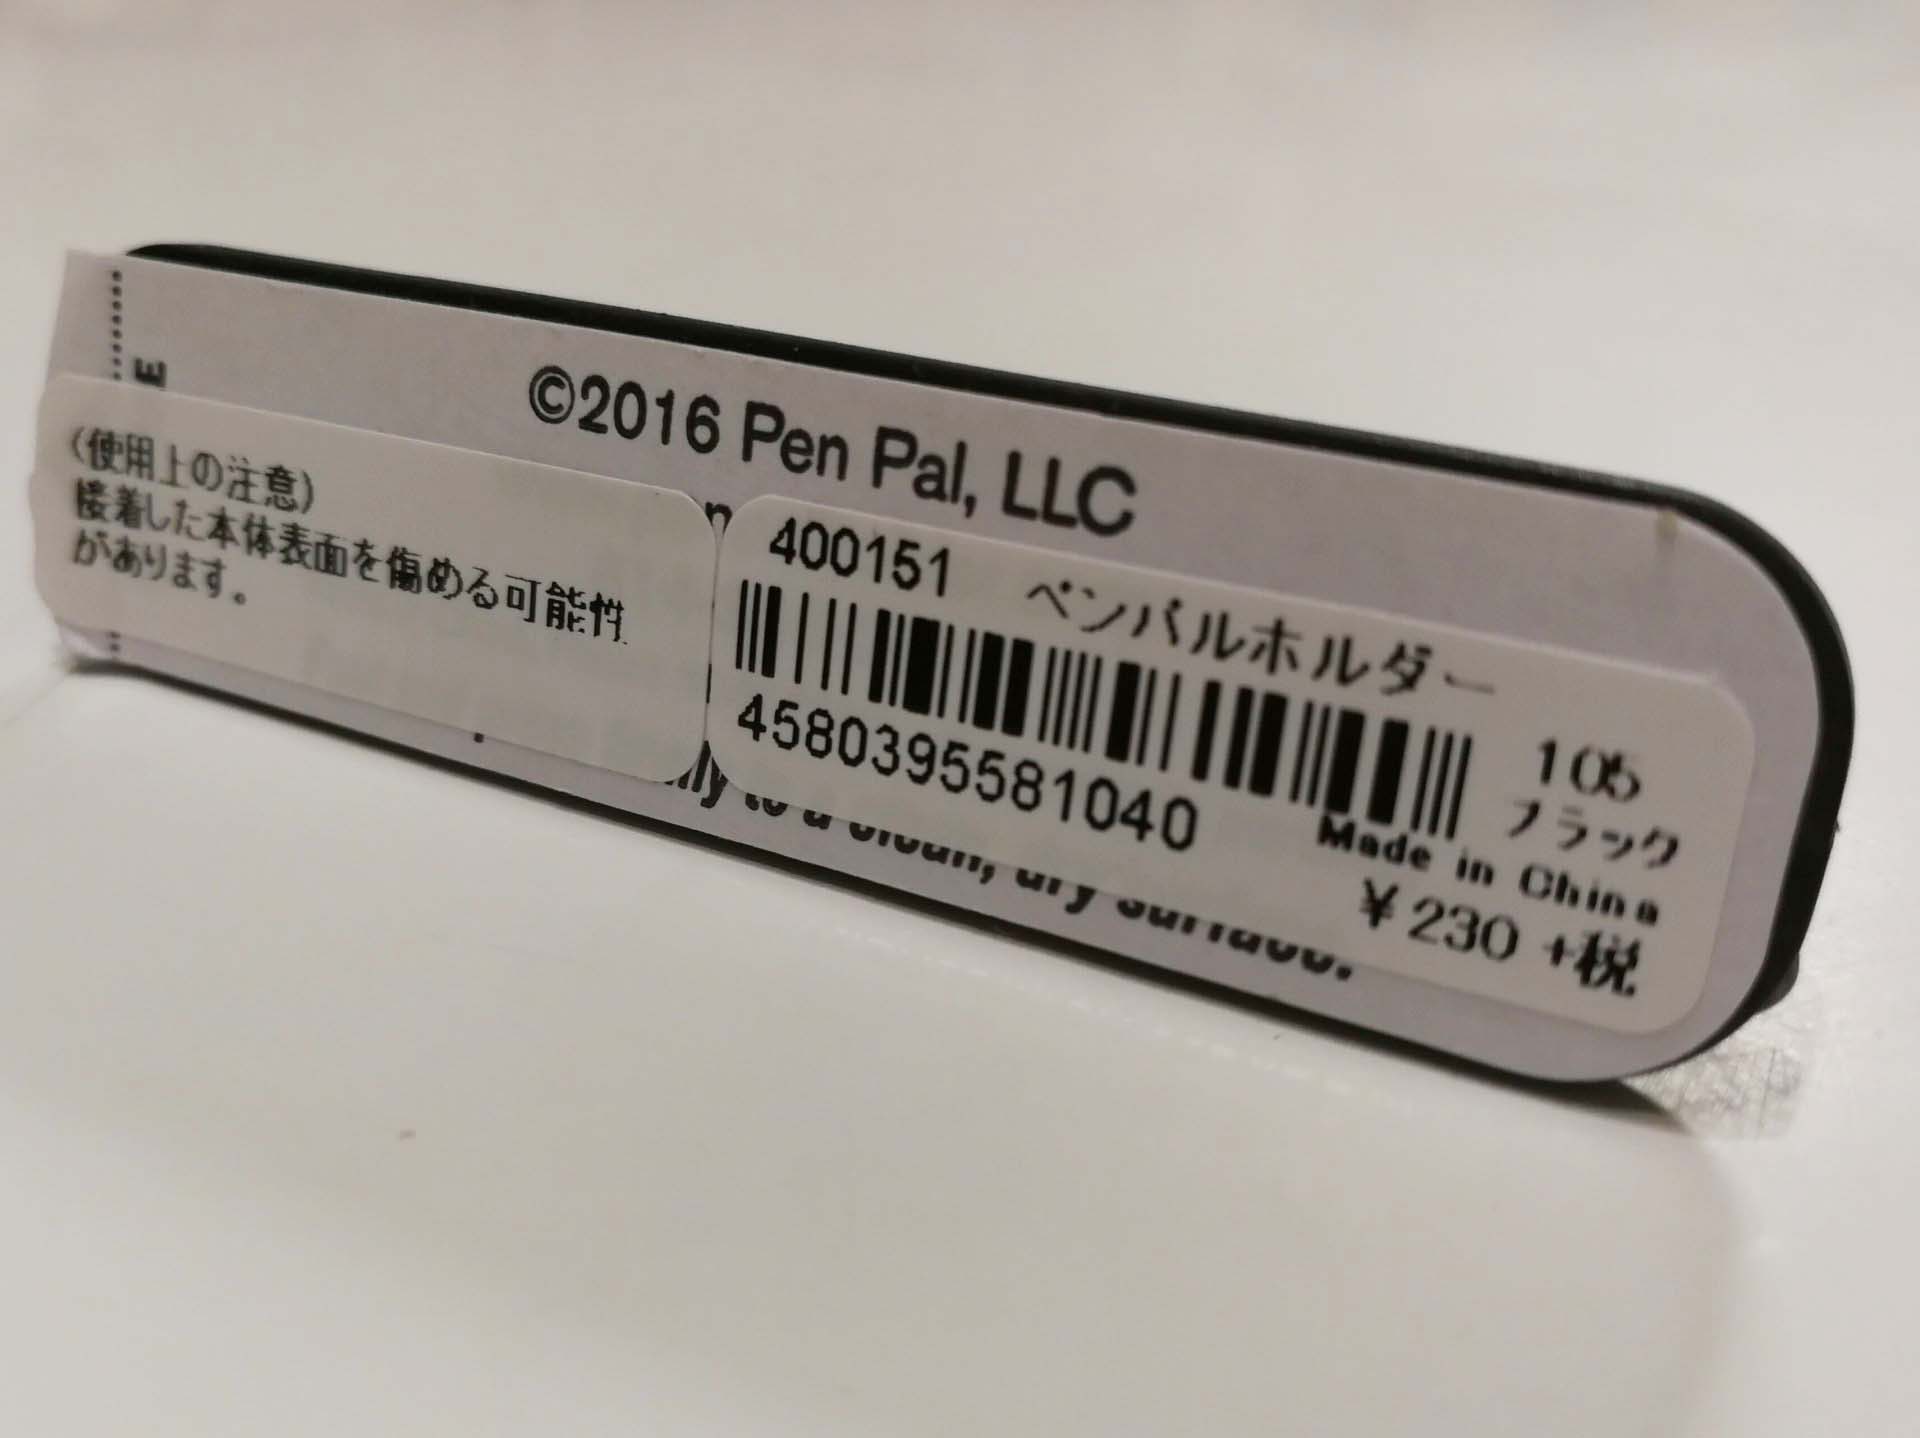 E
©2016 Pen Pal, LLC
(使用上の注意)
接着した本体表面を傷める可能性
があります。
400151 ペンパルホルダー
4580395581040
105
ブラック
Made in China
¥230 +税
to a clean, dry surface.